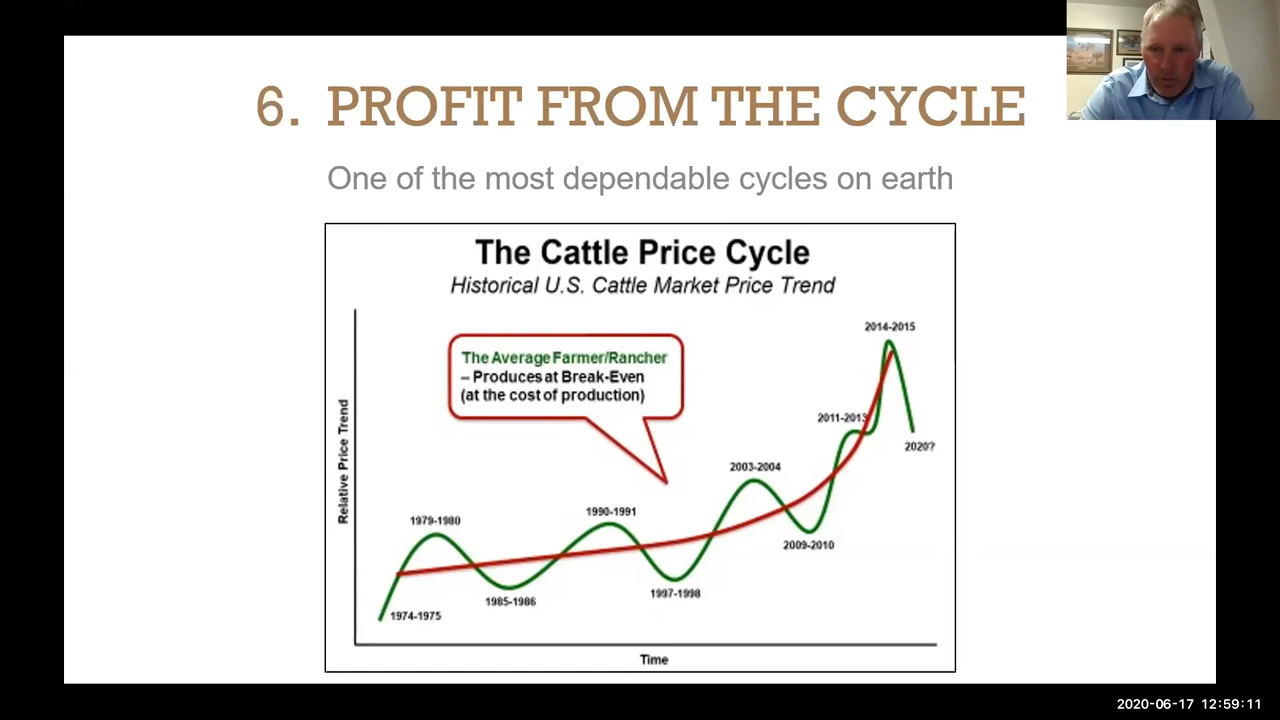 6. PROFIT FROM THE CYCLE
One of the most dependable cycles on earth
The Cattle Price Cycle
Historical U.S. Cattle Market Price Trend
2014-2015
The Average Farmer/Rancher
– Produces at Break-Even
(at the cost of production)
2011-2013
2020?
2003-2004
Relative Price Trend
1990-1991
1979-1980
2009-2010
1997-1998
1985-1986
1974-1975
Time
2020-06-17 12:59:11